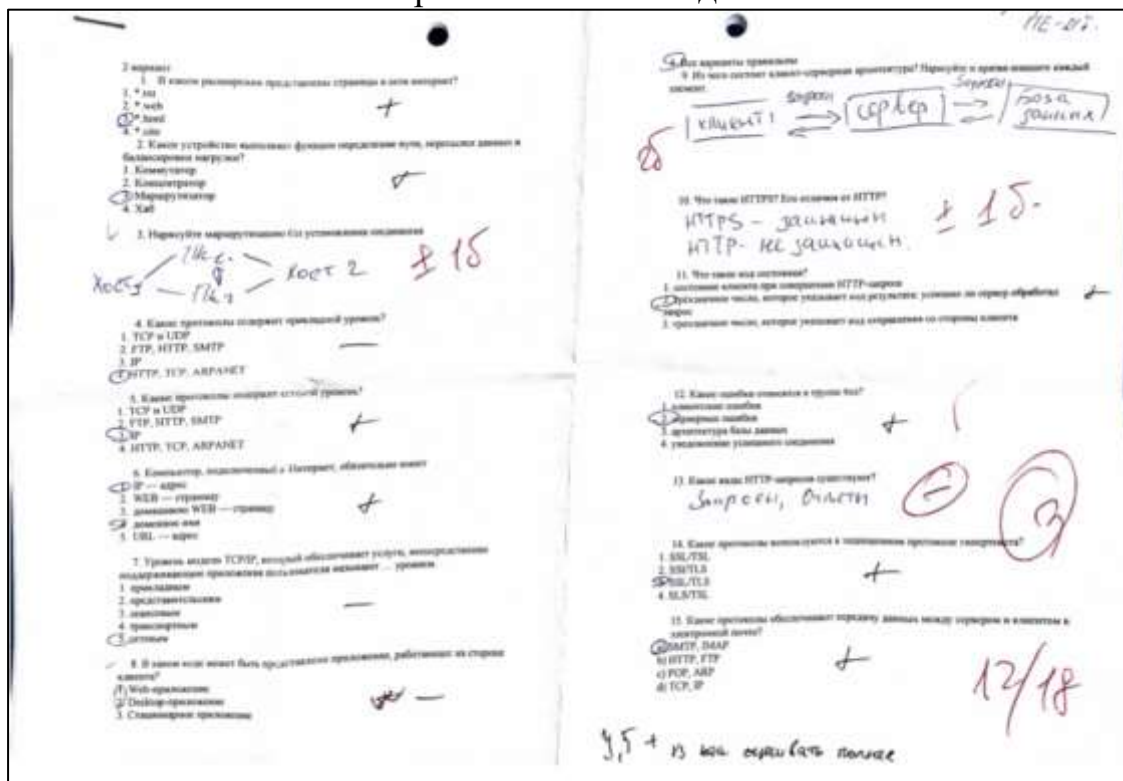 2 вариант
1. В каком расширении представлены страницы в сети интернет?
1. *.txt
2. *.web
3. *.html
4. *.site
+
2. Какое устройство выполняет функции определения пути, пересылки данных и
балансировки нагрузки?
1. Коммутатор
2. Концентратор
3. Маршрутизатор
4. Хаб
+
3. Нарисуйте маршрутизацию без установления соединения
Хост 2
± 1б
4. Какие протоколы содержит прикладной уровень?
1. TCP и UDP
2. FTP, HTTP, SMTP
3. IP
4. HTTP, TCP, ARPANET
—
5. Какие протоколы содержит сетевой уровень?
1. TCP и UDP
2. FTP, HTTP, SMTP
3. IP
4. HTTP, TCP, ARPANET
+
6. Компьютер, подключенный к Интернет, обязательно имеет
1. IP — адрес
2. WEB — страницу
3. домашнюю WEB — страницу
4. доменное имя
5. URL — адрес
+
7. Уровень модели TCP/IP, который обеспечивает услуги, непосредственно
поддерживающие приложения пользователя называют ... уровнем
1. прикладным
2. представительским
3. сеансовым
4. транспортным
5. сетевым
—
8. В каком виде может быть представлено приложение, работающее на стороне
клиента?
1) Web-приложение
2. Desktop-приложение
3. Стационарное приложение
—
4. Все варианты правильны
9. Из чего состоит клиент-серверная архитектура? Нарисуйте и опишите каждый
элемент.
клиент запрос сервер База
данных
2б
10. Что такое HTTPS? Его отличия от HTTP?
HTTPS –
HTTP - не защищен.
± 1б.
11. Что такое код состояния?
1. состояние клиента при совершении HTTP-запроса
2. трехзначное число, которое указывает код результата: успешно ли сервер обработал
запрос
3. трехзначное число, которое указывает код отправления со стороны клиента
+
12. Какие ошибки относятся к группе 5xx?
1. клиентские ошибки
2. серверные ошибки
3. архитектура базы данных
4. уведомление успешного соединения
+
13. Какие виды HTTP-запросов существуют?
Запросы, Ответы
—
3
14. Какие протоколы используются в защищенном протоколе гипертекста?
1. SSL/TSL
2. SSI/TLS
3. SSL/TLS
4. SLS/TSL
+
15. Какие протоколы обеспечивают передачу данных между сервером и клиентом в
электронной почте?
a) SMTP, IMAP
b) HTTP, FTP
c) POP, ARP
d) TCP, IP
+
12/18